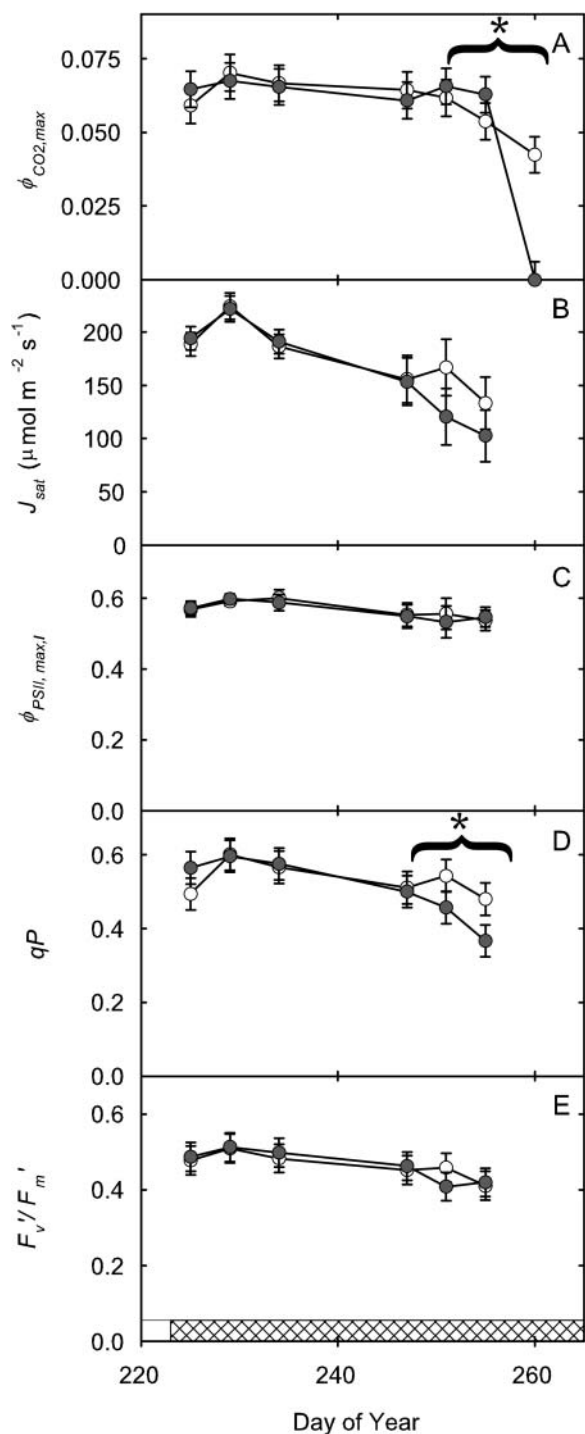 *
A
0.075
0.050
0.025
0.000
ϕCO2,max
B
200
150
100
50
0
Jsat (μmol m⁻² s⁻¹)
C
0.6
0.4
0.2
0.0
ϕPSII, max,I
*
D
0.6
0.4
0.2
0.0
qP
E
0.6
0.4
0.2
0.0
Fv'/Fm'
220 240 260
Day of Year